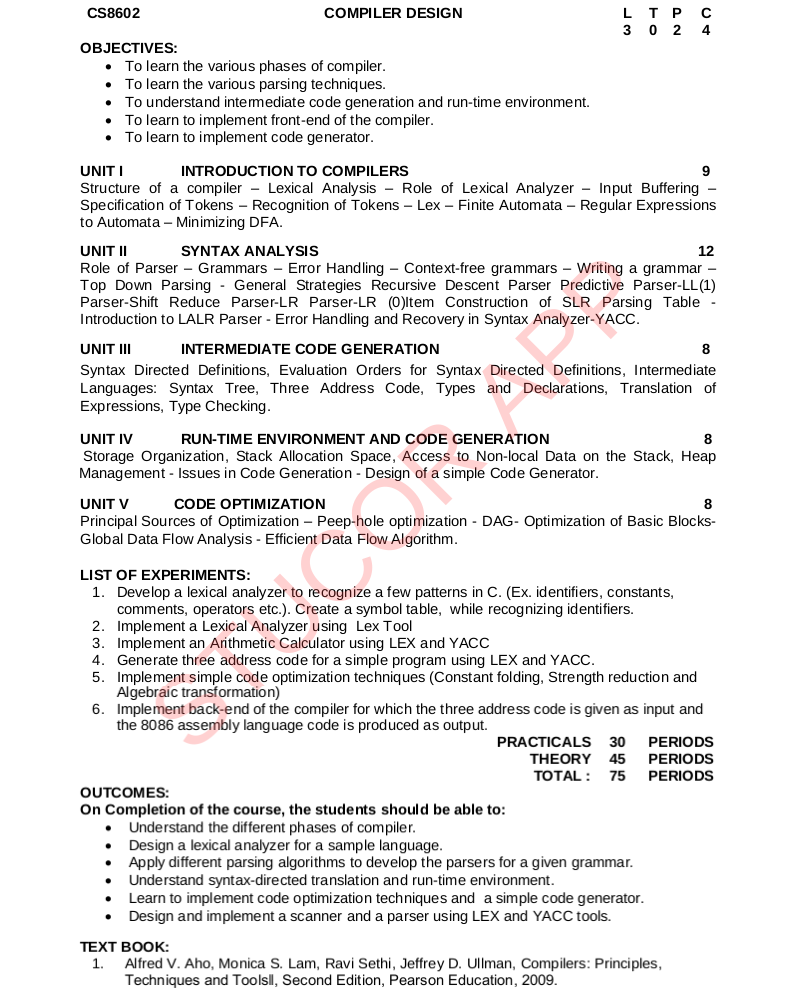 CS8602 COMPILER DESIGN L T P C
3 0 2 4
OBJECTIVES:
• To learn the various phases of compiler.
• To learn the various parsing techniques.
• To understand intermediate code generation and run-time environment.
• To learn to implement front-end of the compiler.
• To learn to implement code generator.
UNIT I INTRODUCTION TO COMPILERS 9
Structure of a compiler – Lexical Analysis – Role of Lexical Analyzer – Input Buffering –
Specification of Tokens – Recognition of Tokens – Lex – Finite Automata – Regular Expressions
to Automata – Minimizing DFA.
UNIT II SYNTAX ANALYSIS 12
Role of Parser – Grammars – Error Handling – Context-free grammars – Writing a grammar –
Top Down Parsing - General Strategies Recursive Descent Parser Predictive Parser-LL(1)
Parser-Shift Reduce Parser-LR Parser-LR (0)Item Construction of SLR Parsing Table -
Introduction to LALR Parser - Error Handling and Recovery in Syntax Analyzer-YACC.
UNIT III INTERMEDIATE CODE GENERATION 8
Syntax Directed Definitions, Evaluation Orders for Syntax Directed Definitions, Intermediate
Languages: Syntax Tree, Three Address Code, Types and Declarations, Translation of
Expressions, Type Checking.
UNIT IV RUN-TIME ENVIRONMENT AND CODE GENERATION 8
Storage Organization, Stack Allocation Space, Access to Non-local Data on the Stack, Heap
Management - Issues in Code Generation - Design of a simple Code Generator.
UNIT V CODE OPTIMIZATION 8
Principal Sources of Optimization – Peep-hole optimization - DAG- Optimization of Basic Blocks-
Global Data Flow Analysis - Efficient Data Flow Algorithm.
LIST OF EXPERIMENTS:
1. Develop a lexical analyzer to recognize a few patterns in C. (Ex. identifiers, constants,
comments, operators etc.). Create a symbol table, while recognizing identifiers.
2. Implement a Lexical Analyzer using Lex Tool
3. Implement an Arithmetic Calculator using LEX and YACC
4. Generate three address code for a simple program using LEX and YACC.
5. Implement simple code optimization techniques (Constant folding, Strength reduction and
Algebraic transformation)
6. Implement back-end of the compiler for which the three address code is given as input and
the 8086 assembly language code is produced as output.
PRACTICALS 30 PERIODS
THEORY 45 PERIODS
TOTAL : 75 PERIODS
OUTCOMES:
On Completion of the course, the students should be able to:
• Understand the different phases of compiler.
• Design a lexical analyzer for a sample language.
• Apply different parsing algorithms to develop the parsers for a given grammar.
• Understand syntax-directed translation and run-time environment.
• Learn to implement code optimization techniques and a simple code generator.
• Design and implement a scanner and a parser using LEX and YACC tools.
TEXT BOOK:
1. Alfred V. Aho, Monica S. Lam, Ravi Sethi, Jeffrey D. Ullman, Compilers: Principles,
Techniques and Toolsǁ, Second Edition, Pearson Education, 2009.
STUCOR APP